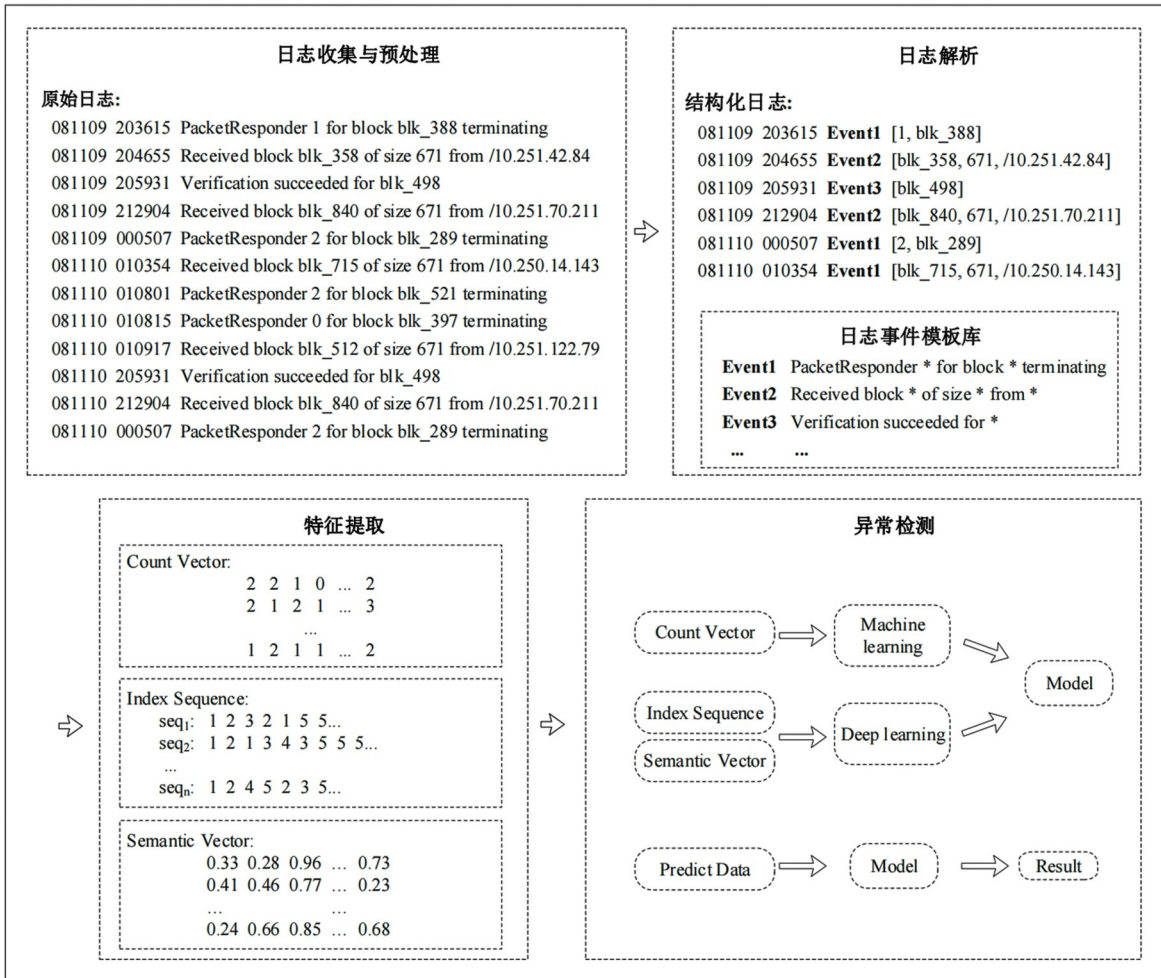 日志收集与预处理
原始日志:
081109 203615 PacketResponder 1 for block blk_388 terminating
081109 204655 Received block blk_358 of size 671 from /10.251.42.84
081109 205931 Verification succeeded for blk_498
081109 212904 Received block blk_840 of size 671 from /10.251.70.211
081109 000507 PacketResponder 2 for block blk_289 terminating
081110 010354 Received block blk_715 of size 671 from /10.250.14.143
081110 010801 PacketResponder 2 for block blk_521 terminating
081110 010815 PacketResponder 0 for block blk_397 terminating
081110 010917 Received block blk_512 of size 671 from /10.251.122.79
081110 205931 Verification succeeded for blk_498
081110 212904 Received block blk_840 of size 671 from /10.251.70.211
081110 000507 PacketResponder 2 for block blk_289 terminating
日志解析
结构化日志:
081109 203615 Event1 [1, blk_388]
081109 204655 Event2 [blk_358, 671, /10.251.42.84]
081109 205931 Event3 [blk_498]
081109 212904 Event2 [blk_840, 671, /10.251.70.211]
081110 000507 Event1 [2, blk_289]
081110 010354 Event1 [blk_715, 671, /10.250.14.143]
日志事件模板库
Event1 PacketResponder * for block * terminating
Event2 Received block * of size * from *
Event3 Verification succeeded for *
... ...
特征提取
Count Vector:
2 2 1 0 ... 2
2 1 2 1 ... 3
...
1 2 1 1 ... 2
Index Sequence:
seq1: 1 2 3 2 1 5 5...
seq2: 1 2 1 3 4 3 5 5 5...
...
seqn: 1 2 4 5 2 3 5...
Semantic Vector:
0.33 0.28 0.96 ... 0.73
0.41 0.46 0.77 ... 0.23
... ...
0.24 0.66 0.85 ... 0.68
异常检测
Count Vector
Machine
learning
Index Sequence
Semantic Vector
Deep learning
Model
Predict Data
Model
Result